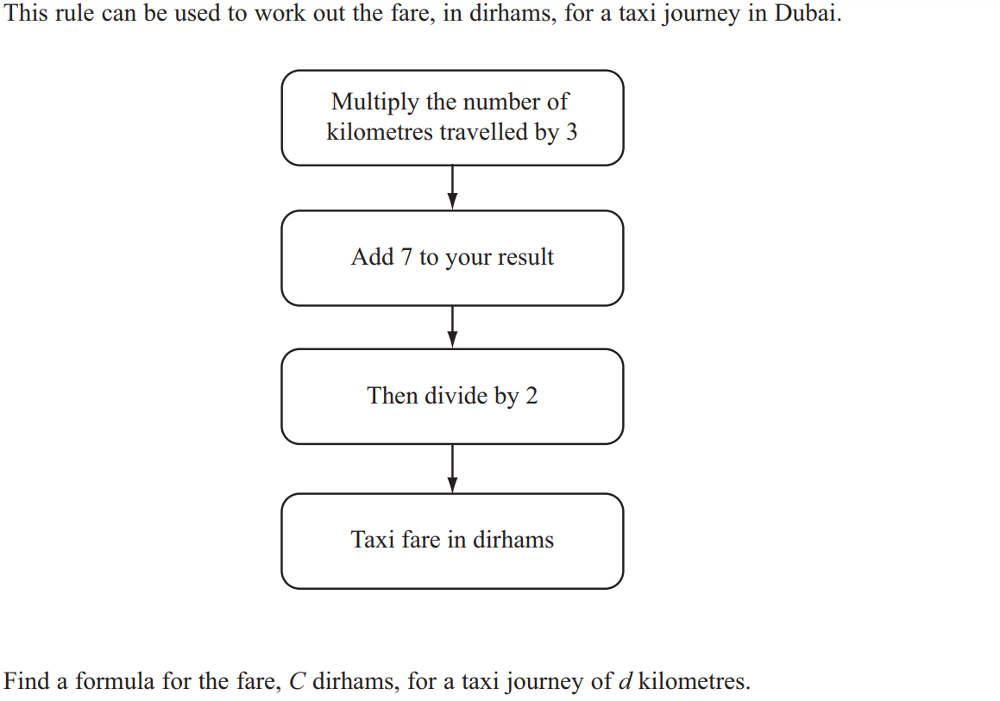 This rule can be used to work out the fare, in dirhams, for a taxi journey in Dubai.
Multiply the number of
kilometres travelled by 3
Add 7 to your result
Then divide by 2
Taxi fare in dirhams
Find a formula for the fare, C dirhams, for a taxi journey of d kilometres.